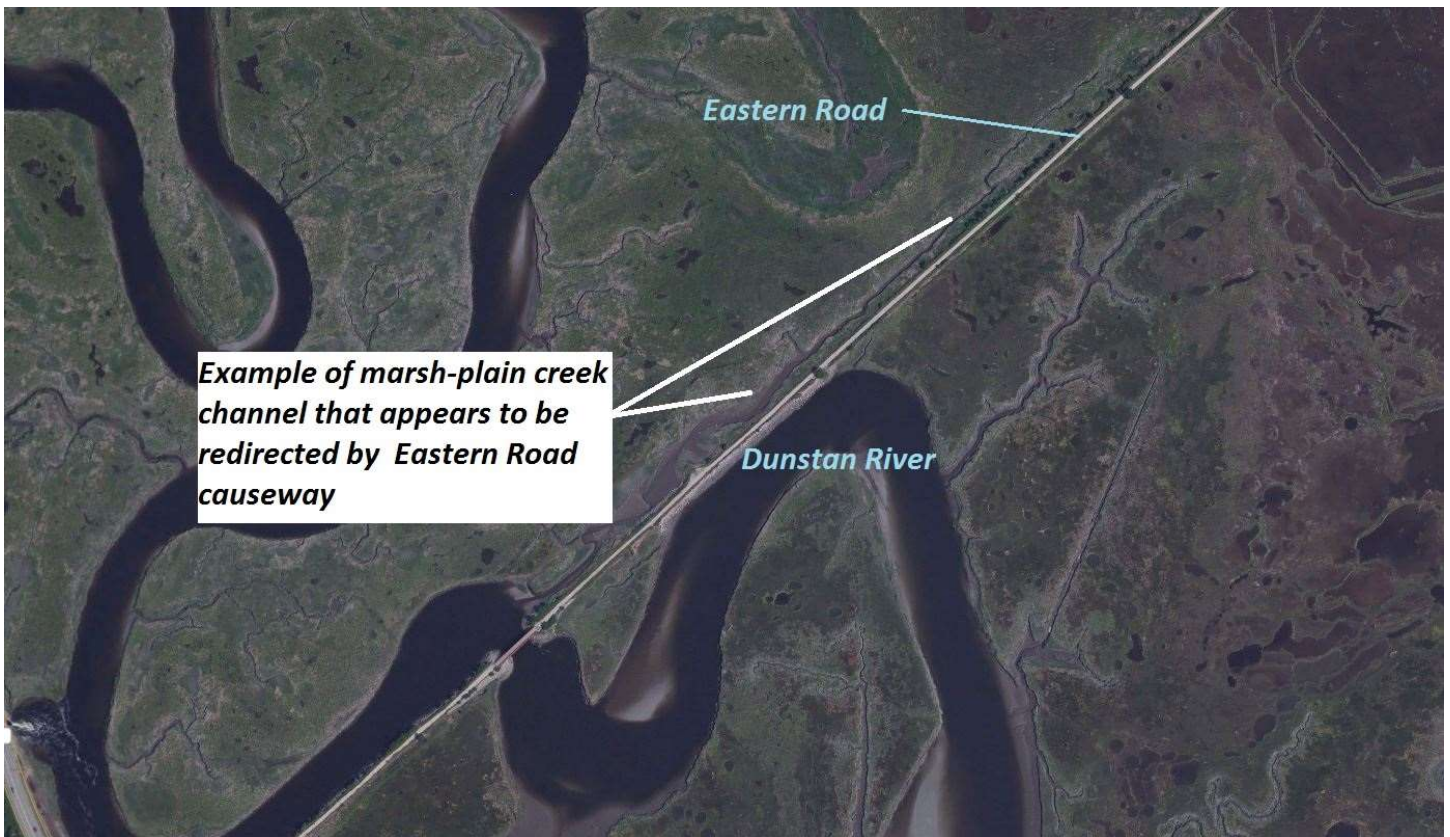 Eastern Road
Example of marsh-plain creek
channel that appears to be
redirected by Eastern Road
causeway
Dunstan River